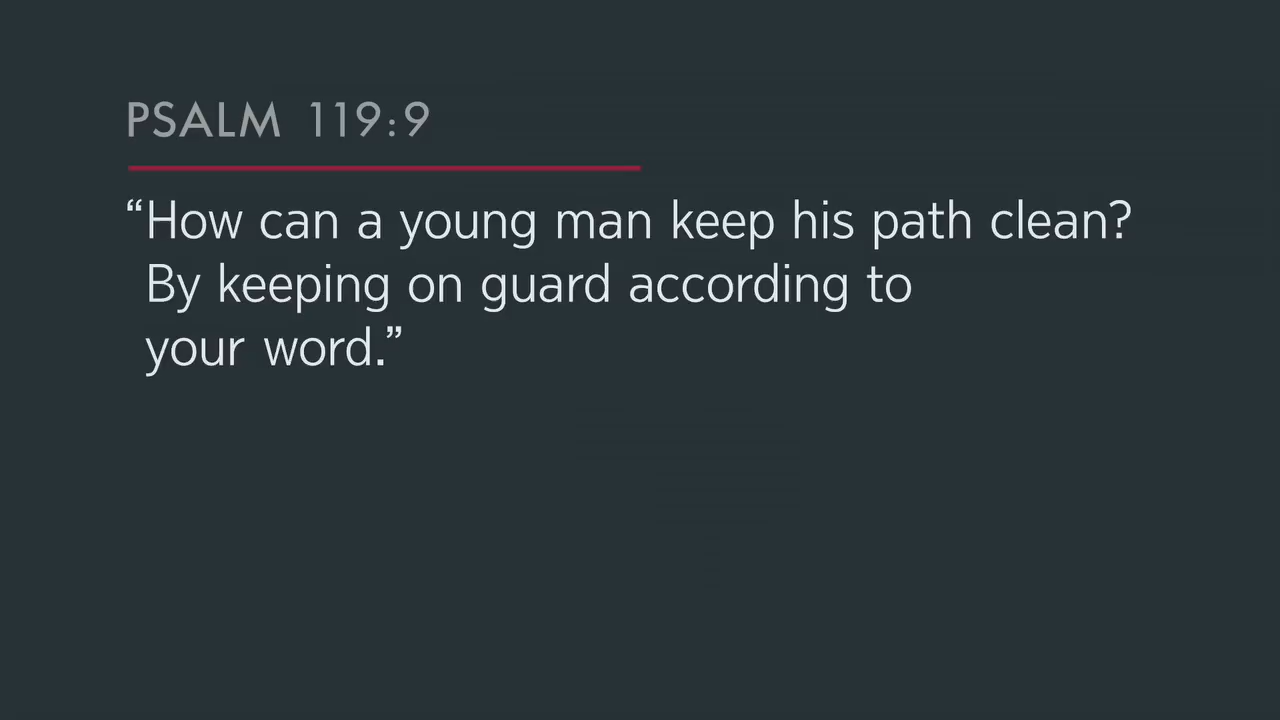 PSALM 119:9
“How can a young man keep his path clean?
By keeping on guard according to
your word.”